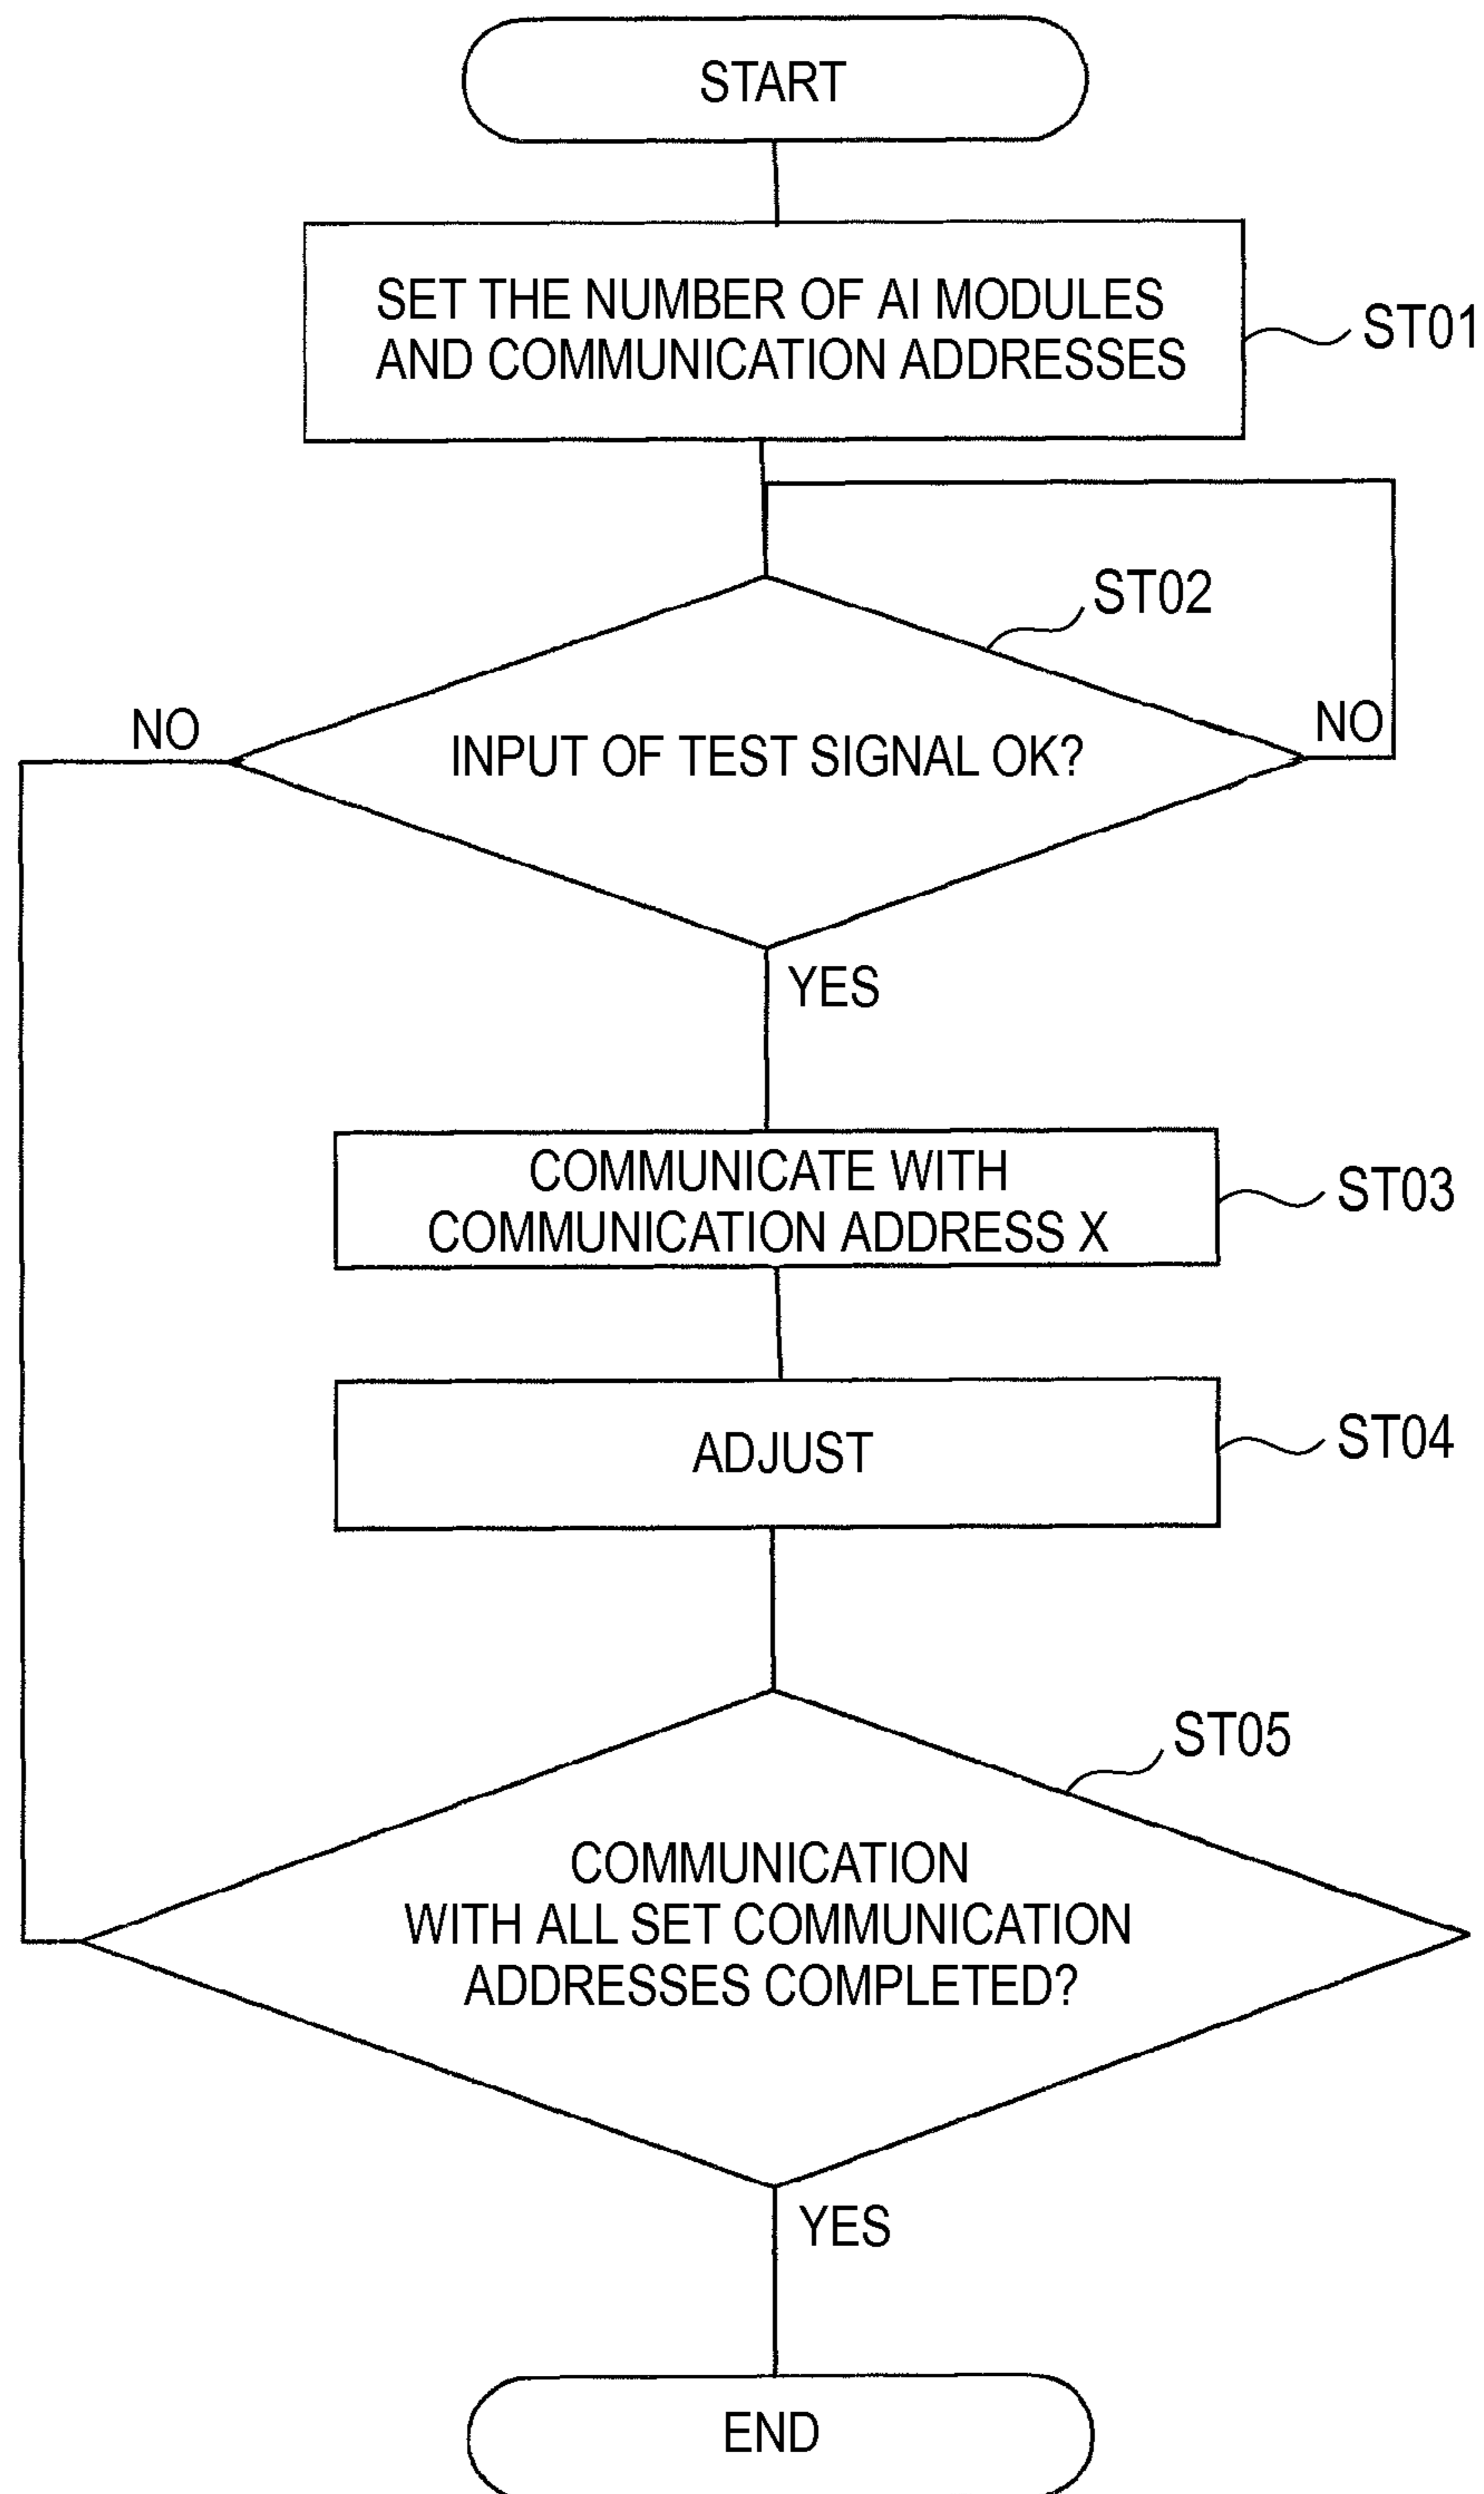 START
SET THE NUMBER OF AI MODULES
AND COMMUNICATION ADDRESSES
ST01
ST02
NO
INPUT OF TEST SIGNAL OK?
NO
YES
COMMUNICATE WITH
COMMUNICATION ADDRESS X
ST03
ADJUST
ST04
ST05
COMMUNICATION
WITH ALL SET COMMUNICATION
ADDRESSES COMPLETED?
YES
END